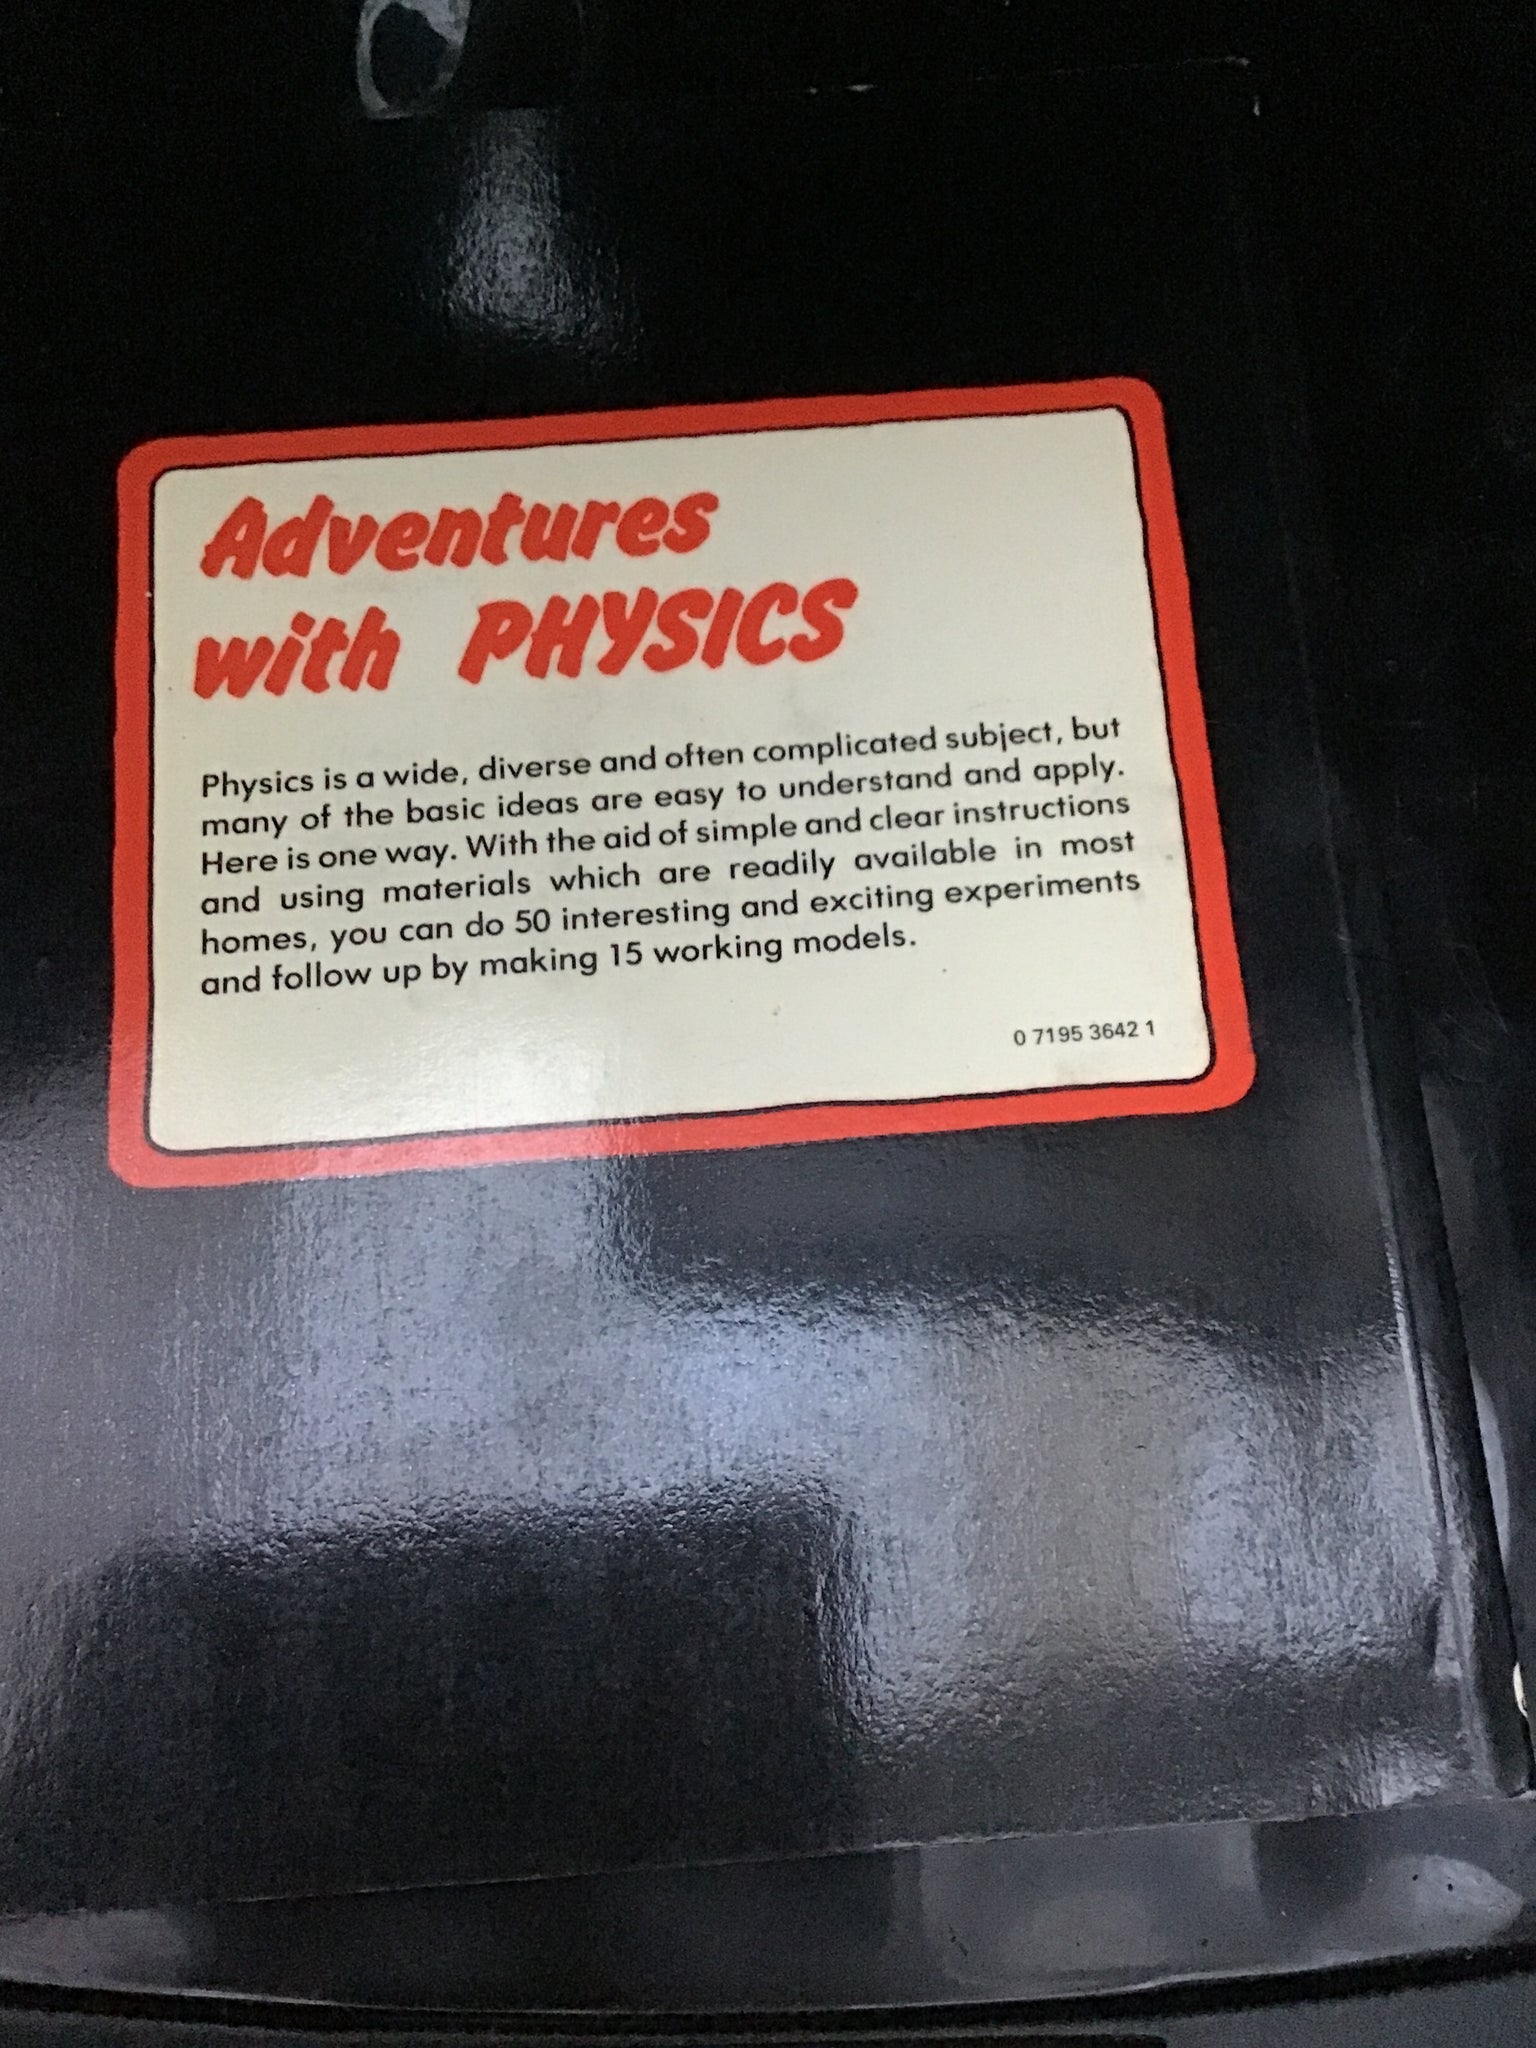 Adventures
with PHYSICS
Physics is a wide, diverse and often complicated subject, but
many of the basic ideas are easy to understand and apply.
Here is one way. With the aid of simple and clear instructions
and using materials which are readily available in most
homes, you can do 50 interesting and exciting experiments
and follow up by making 15 working models.
0 7195 3642 1